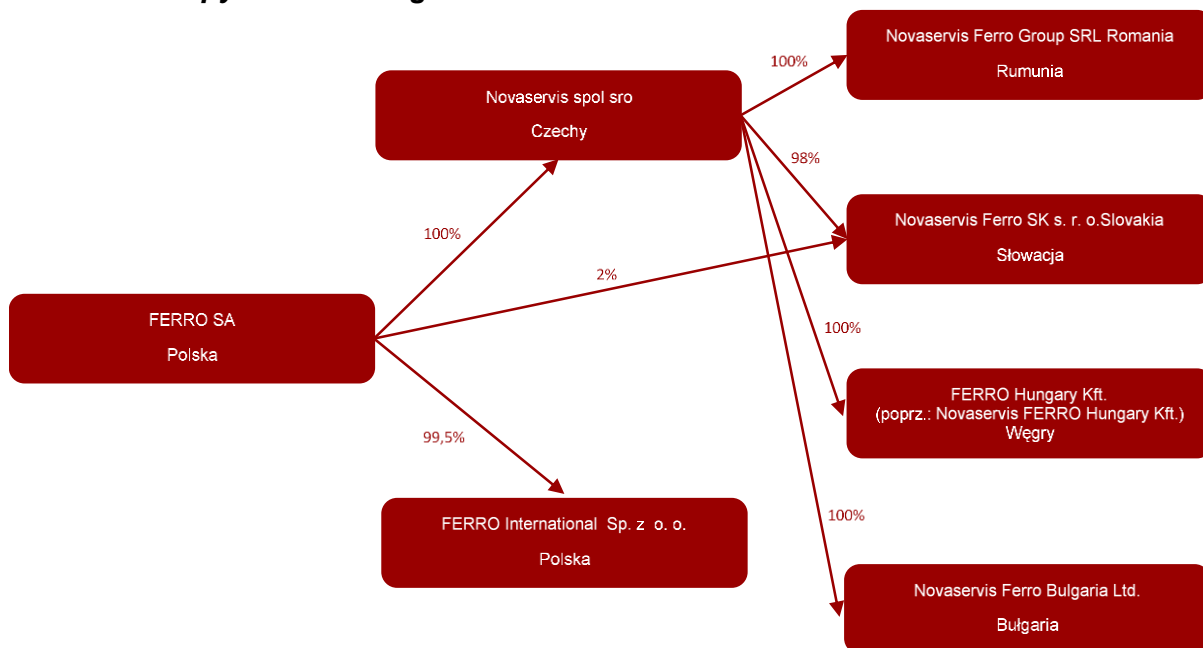 Novaservis Ferro Group SRL Romania
Rumunia
100%
Novaservis spol sro
Czechy
98%
Novaservis Ferro SK s. r. o.Slovakia
Słowacja
100%
2%
FERRO SA
Polska
100%
FERRO Hungary Kft.
(poprz.: Novaservis FERRO Hungary Kft.)
Węgry
99,5%
100%
FERRO International Sp. z o. o.
Polska
Novaservis Ferro Bulgaria Ltd.
Bułgaria